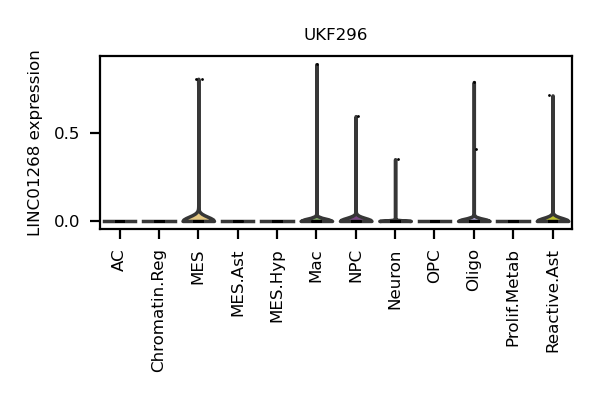 UKF296
LINC01268 expression
0.5
0.0
AC
Chromatin.Reg
MES
MES.Ast
MES.Hyp
Mac
NPC
Neuron
OPC
Oligo
Prolif.Metab
Reactive.Ast